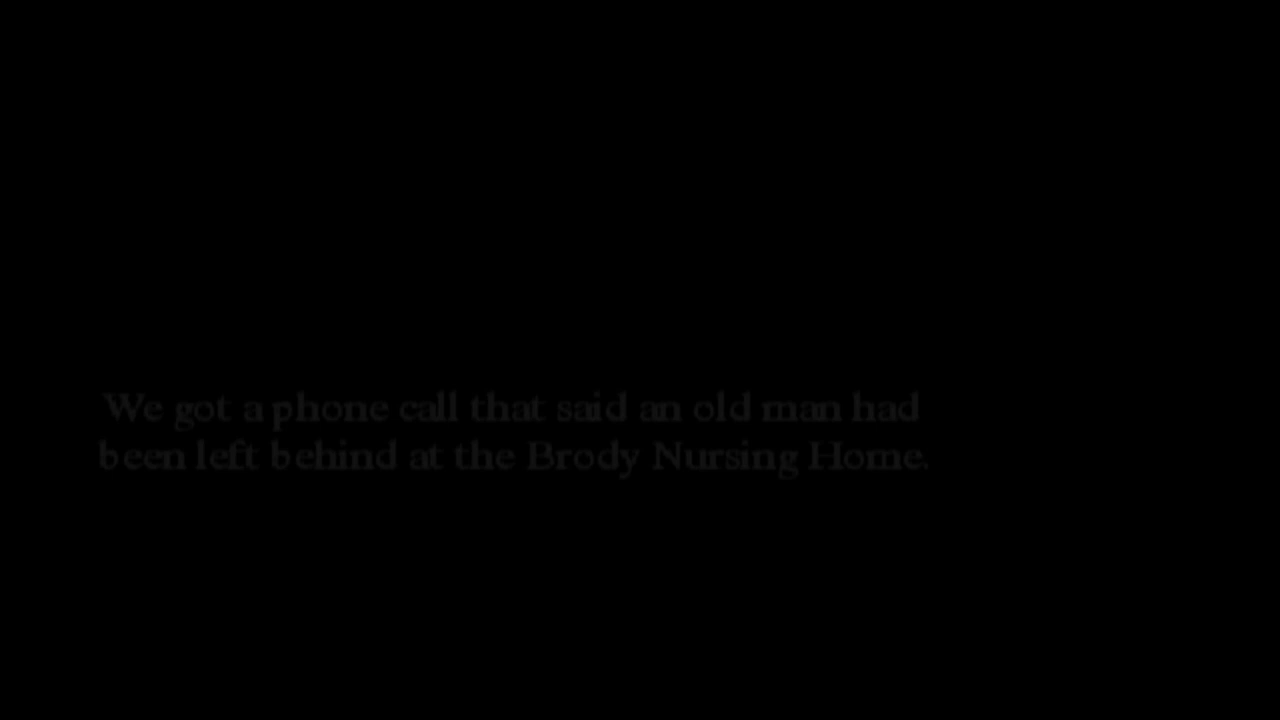 We got a phone call that said an old man had
been left behind at the Brody Nursing Home.